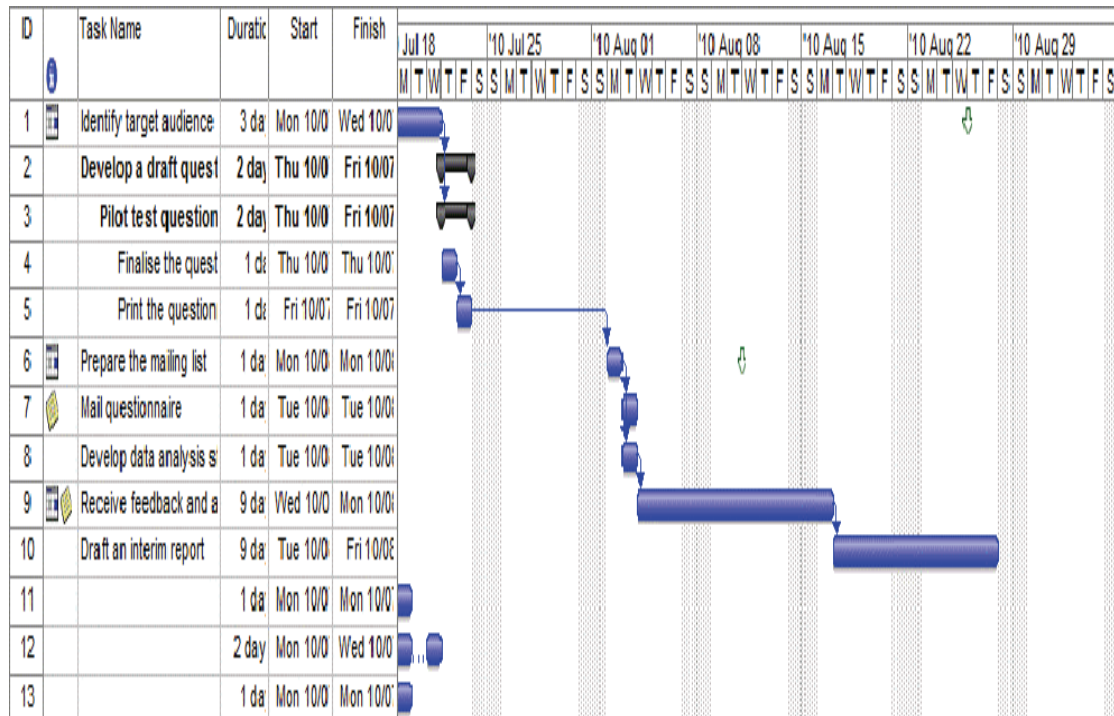 ID Task Name Duratic Start Finish Jul 18 '10 Jul 25 '10 Aug 01 '10 Aug 08 '10 Aug 15 '10 Aug 22 '10 Aug 29
M T W T F S S M T W T F S S M T W T F S S M T W T F S S M T W T F S S M T W T F S S M T W T F S
1 Identify target audience 3 da Mon 10/0 Wed 10/0
2 Develop a draft quest 2 day Thu 10/0 Fri 10/07
3 Pilot test question 2 day Thu 10/0 Fri 10/07
4 Finalise the quest 1 da Thu 10/0 Thu 10/0
5 Print the question 1 da Fri 10/07 Fri 10/07
6 Prepare the mailing list 1 da Mon 10/0 Mon 10/08
7 Mail questionnaire 1 da Tue 10/0 Tue 10/08
8 Develop data analysis s 1 da Tue 10/0 Tue 10/08
9 Receive feedback and a 9 da Wed 10/0 Mon 10/08
10 Draft an interim report 9 da Tue 10/0 Fri 10/08
11 1 da Mon 10/0 Mon 10/07
12 2 day Mon 10/0 Wed 10/0
13 1 da Mon 10/0 Mon 10/07